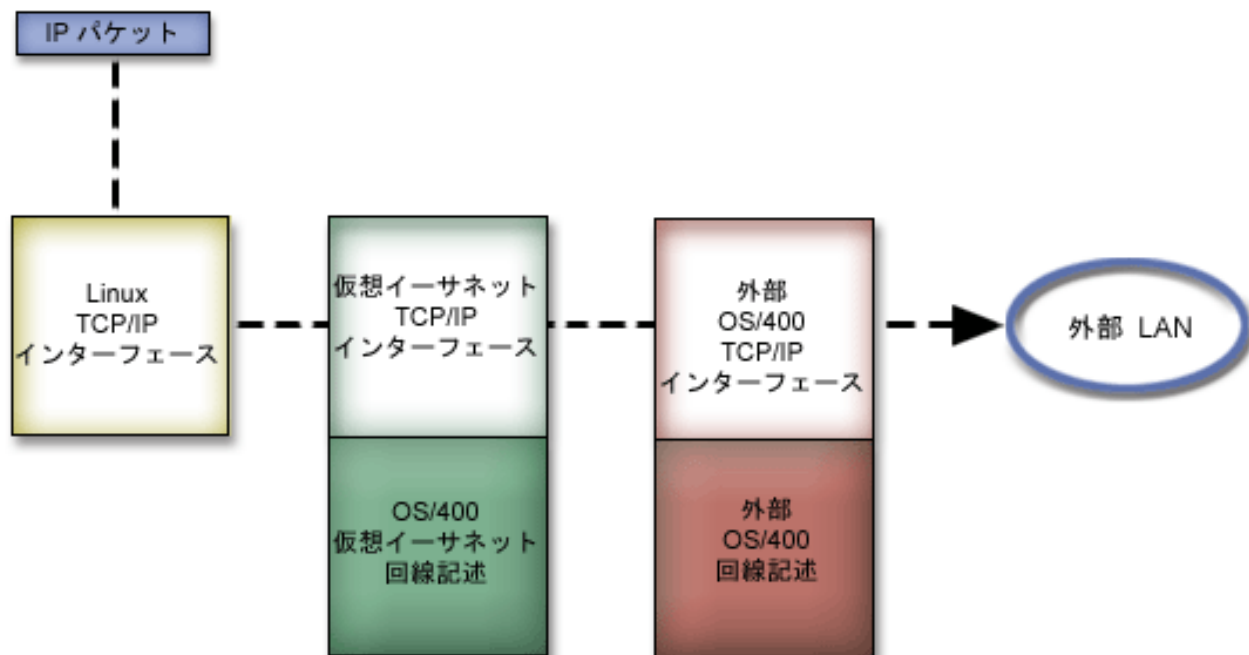 IP パケット
Linux
TCP/IP
インターフェース
仮想イーサネット
TCP/IP
インターフェース
外部
OS/400
TCP/IP
インターフェース
外部 LAN
OS/400
仮想イーサネット
回線記述
外部
OS/400
回線記述